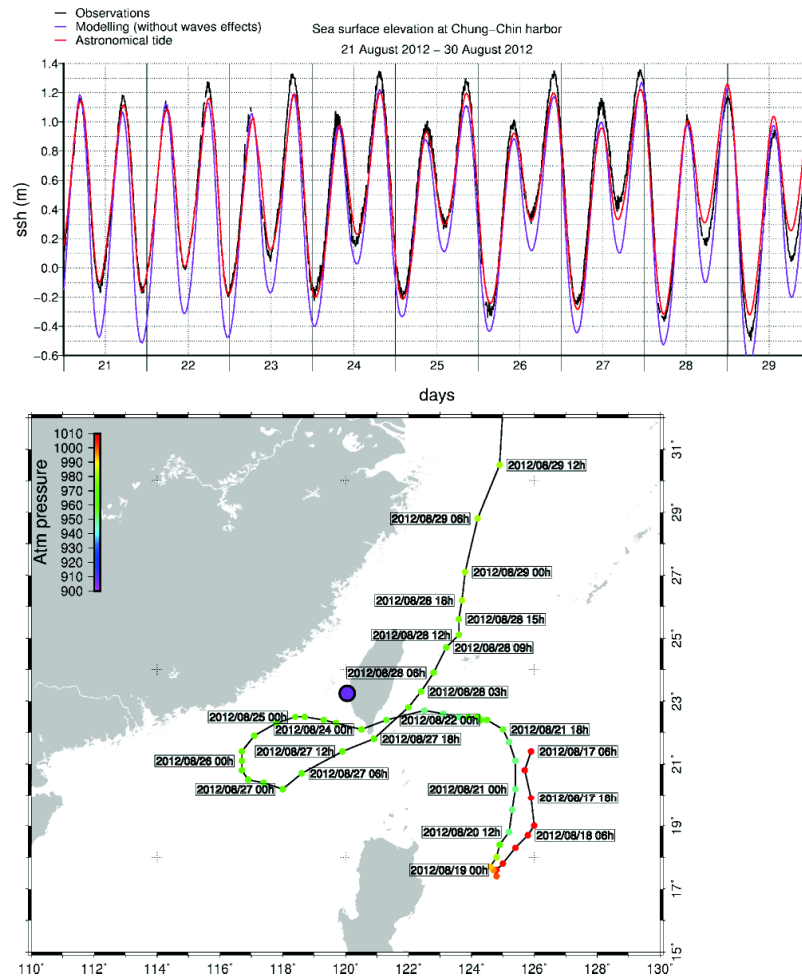 Observations
Modelling (without waves effects)
Astronomical tide
Sea surface elevation at Chung−Chin harbor
21 August 2012 − 30 August 2012
1.4
1.2
1.0
0.8
0.6
0.4
0.2
0.0
−0.2
−0.4
−0.6
ssh (m)
21 22 23 24 25 26 27 28 29
days
1010
1000
990
980
970
960
950
940
930
920
910
900
Atm pressure
2012/08/29 12h
2012/08/29 06h
2012/08/29 00h
2012/08/28 18h
2012/08/28 15h
2012/08/28 12h
2012/08/28 09h
2012/08/28 06h
2012/08/28 03h
2012/08/25 00h
2012/08/22 00h
2012/08/24 00h
2012/08/21 18h
2012/08/27 18h
2012/08/27 12h
2012/08/17 06h
2012/08/26 00h
2012/08/27 06h
2012/08/27 00h
2012/08/21 00h
2012/08/17 18h
2012/08/20 12h
2012/08/18 06h
2012/08/19 00h
31°
29°
27°
25°
23°
21°
19°
17°
15°
110° 112° 114° 116° 118° 120° 122° 124° 126° 128° 130°